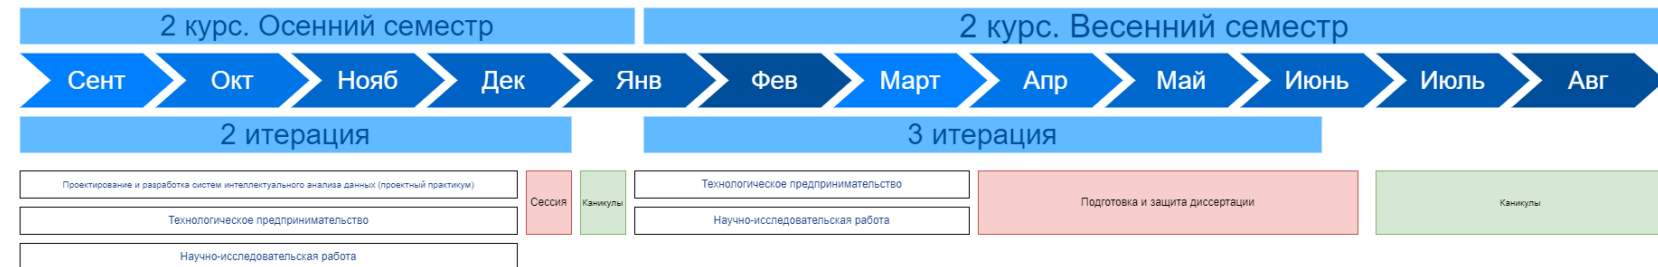 2 курс. Осенний семестр
2 курс. Весенний семестр
Сент
Окт
Нояб
Дек
Янв
Фев
Март
Апр
Май
Июнь
Июль
Авг
2 итерация
3 итерация
Проектирование и разработка систем интеллектуального анализа данных (проектный практикум)
Технологическое предпринимательство
Научно-исследовательская работа
Сессия
Каникулы
Технологическое предпринимательство
Научно-исследовательская работа
Подготовка и защита диссертации
Каникулы